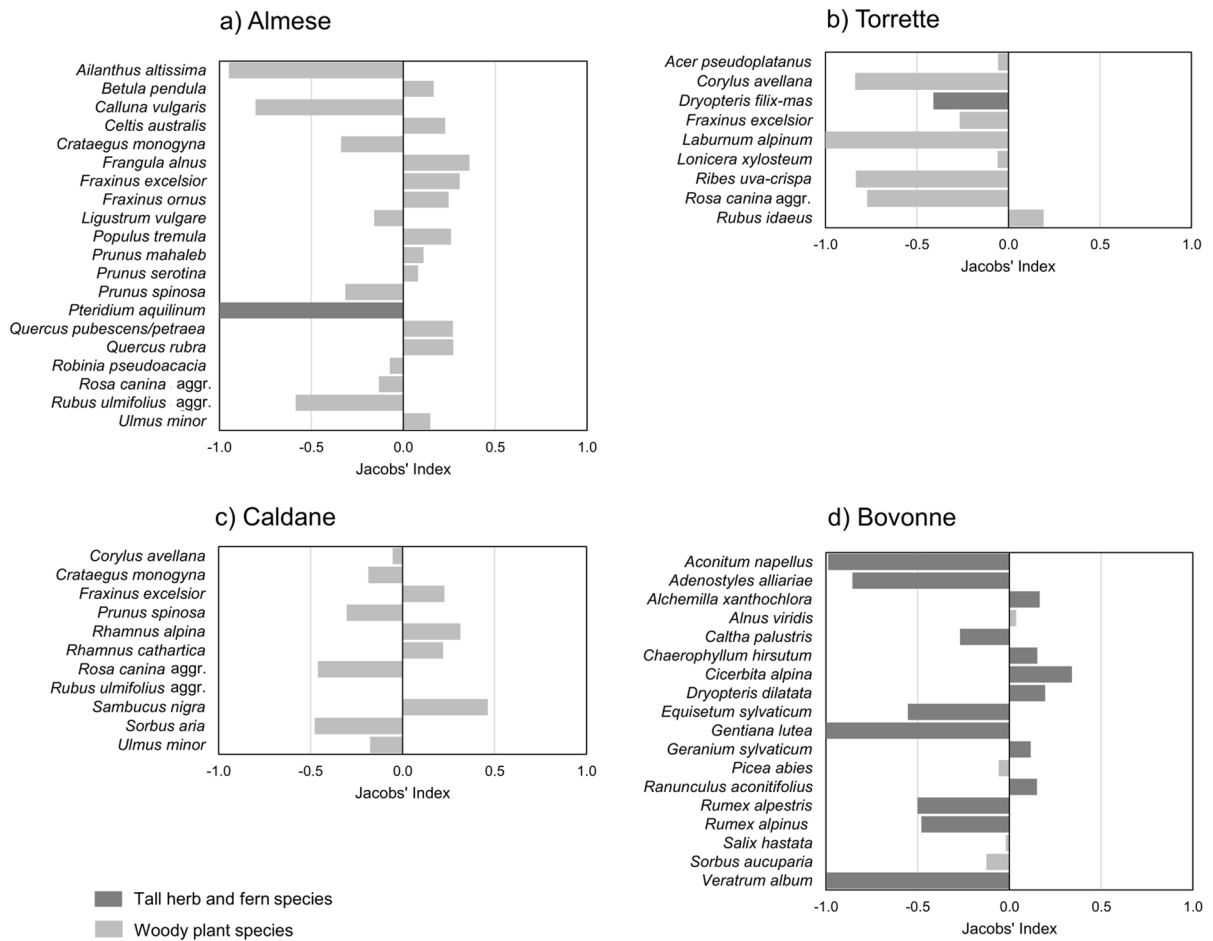 a) Almese
Ailanthus altissima
Betula pendula
Calluna vulgaris
Celtis australis
Crataegus monogyna
Frangula alnus
Fraxinus excelsior
Fraxinus ornus
Ligustrum vulgare
Populus tremula
Prunus mahaleb
Prunus serotina
Prunus spinosa
Pteridium aquilinum
Quercus pubescens/petraea
Quercus rubra
Robinia pseudoacacia
Rosa canina aggr.
Rubus ulmifolius aggr.
Ulmus minor
-1.0 -0.5 0.0 0.5 1.0
Jacobs' Index
b) Torrette
Acer pseudoplatanus
Corylus avellana
Dryopteris filix-mas
Fraxinus excelsior
Laburnum alpinum
Lonicera xylosteum
Ribes uva-crispa
Rosa canina aggr.
Rubus idaeus
-1.0 -0.5 0.0 0.5 1.0
Jacobs' Index
c) Caldane
Corylus avellana
Crataegus monogyna
Fraxinus excelsior
Prunus spinosa
Rhamnus alpina
Rhamnus cathartica
Rosa canina aggr.
Rubus ulmifolius aggr.
Sambucus nigra
Sorbus aria
Ulmus minor
-1.0 -0.5 0.0 0.5 1.0
Jacobs' Index
d) Bovonne
Aconitum napellus
Adenostyles alliariae
Alchemilla xanthochlora
Alnus viridis
Caltha palustris
Chaerophyllum hirsutum
Cicerbita alpina
Dryopteris dilatata
Equisetum sylvaticum
Gentiana lutea
Geranium sylvaticum
Picea abies
Ranunculus aconitifolius
Rumex alpestris
Rumex alpinus
Salix hastata
Sorbus aucuparia
Veratrum album
-1.0 -0.5 0.0 0.5 1.0
Jacobs' Index
Tall herb and fern species
Woody plant species